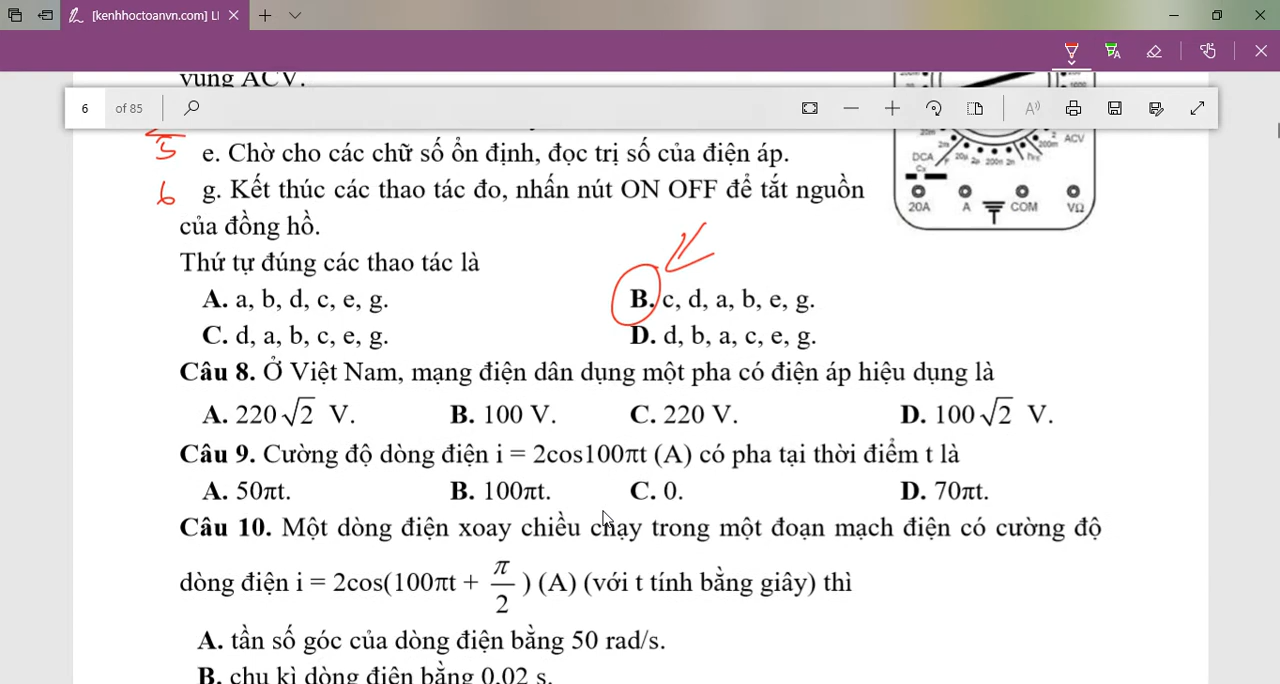 [kenhhoctoanvn.com] LI
vùng ACV.
6 of 85
5 e. Chờ cho các chữ số ổn định, đọc trị số của điện áp.
6 g. Kết thúc các thao tác đo, nhấn nút ON OFF để tắt nguồn
của đồng hồ.
DCA
ACV
20A A COM VΩ
Thứ tự đúng các thao tác là
A. a, b, d, c, e, g. B. c, d, a, b, e, g.
C. d, a, b, c, e, g. D. d, b, a, c, e, g.
Câu 8. Ở Việt Nam, mạng điện dân dụng một pha có điện áp hiệu dụng là
A. 220√2 V. B. 100 V. C. 220 V. D. 100√2 V.
Câu 9. Cường độ dòng điện i = 2cos100πt (A) có pha tại thời điểm t là
A. 50πt. B. 100πt. C. 0. D. 70πt.
Câu 10. Một dòng điện xoay chiều chạy trong một đoạn mạch điện có cường độ
dòng điện i = 2cos(100πt + π/2) (A) (với t tính bằng giây) thì
A. tần số góc của dòng điện bằng 50 rad/s.
B. chu kì dòng điện bằng 0,02 s.